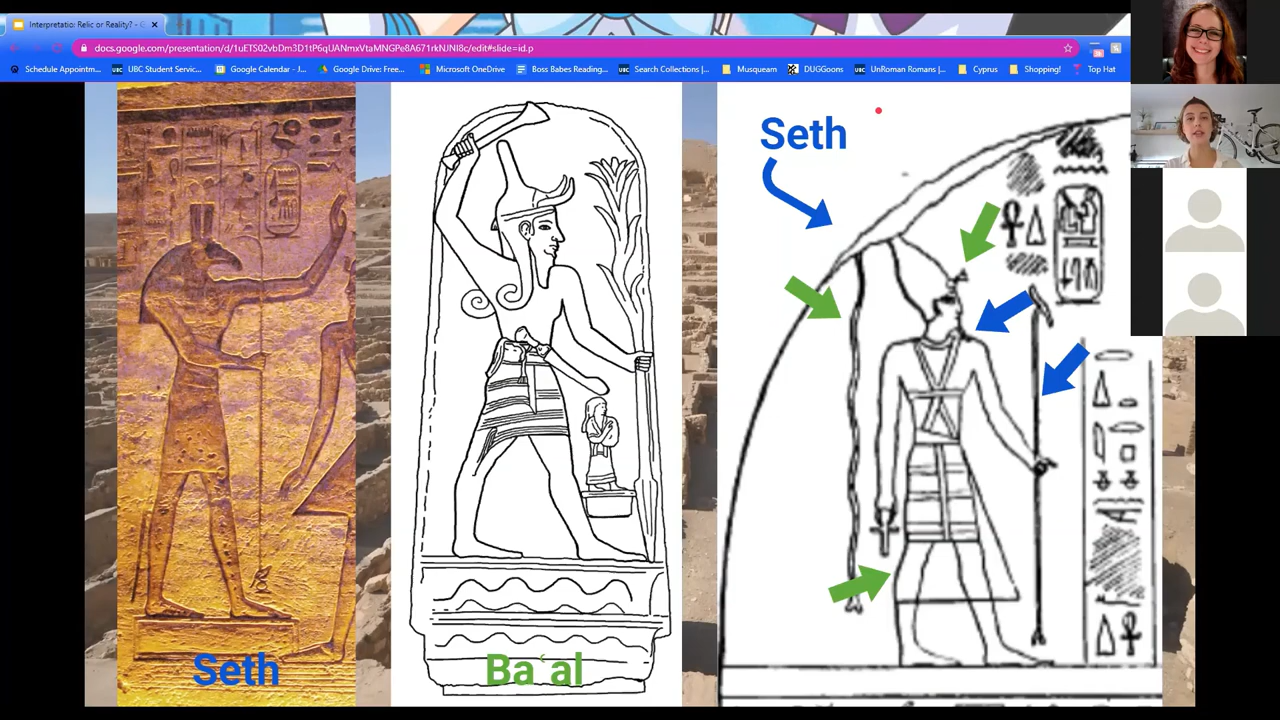 Interpretatio: Relic or Reality? - G
docs.google.com/presentation/d/1uETS02vbDm3D1tP6qUANmxVtaMNGPe8A671rkNJNI8c/edit#slide=id.p
Schedule Appointm... UBC Student Servic... Google Calendar - J... Google Drive: Free... Microsoft OneDrive Boss Babes Reading... Search Collections |... Musqueam DUGGoons UnRoman Romans |... Cyprus Shopping! Top Hat
Seth
Seth
Baʿal